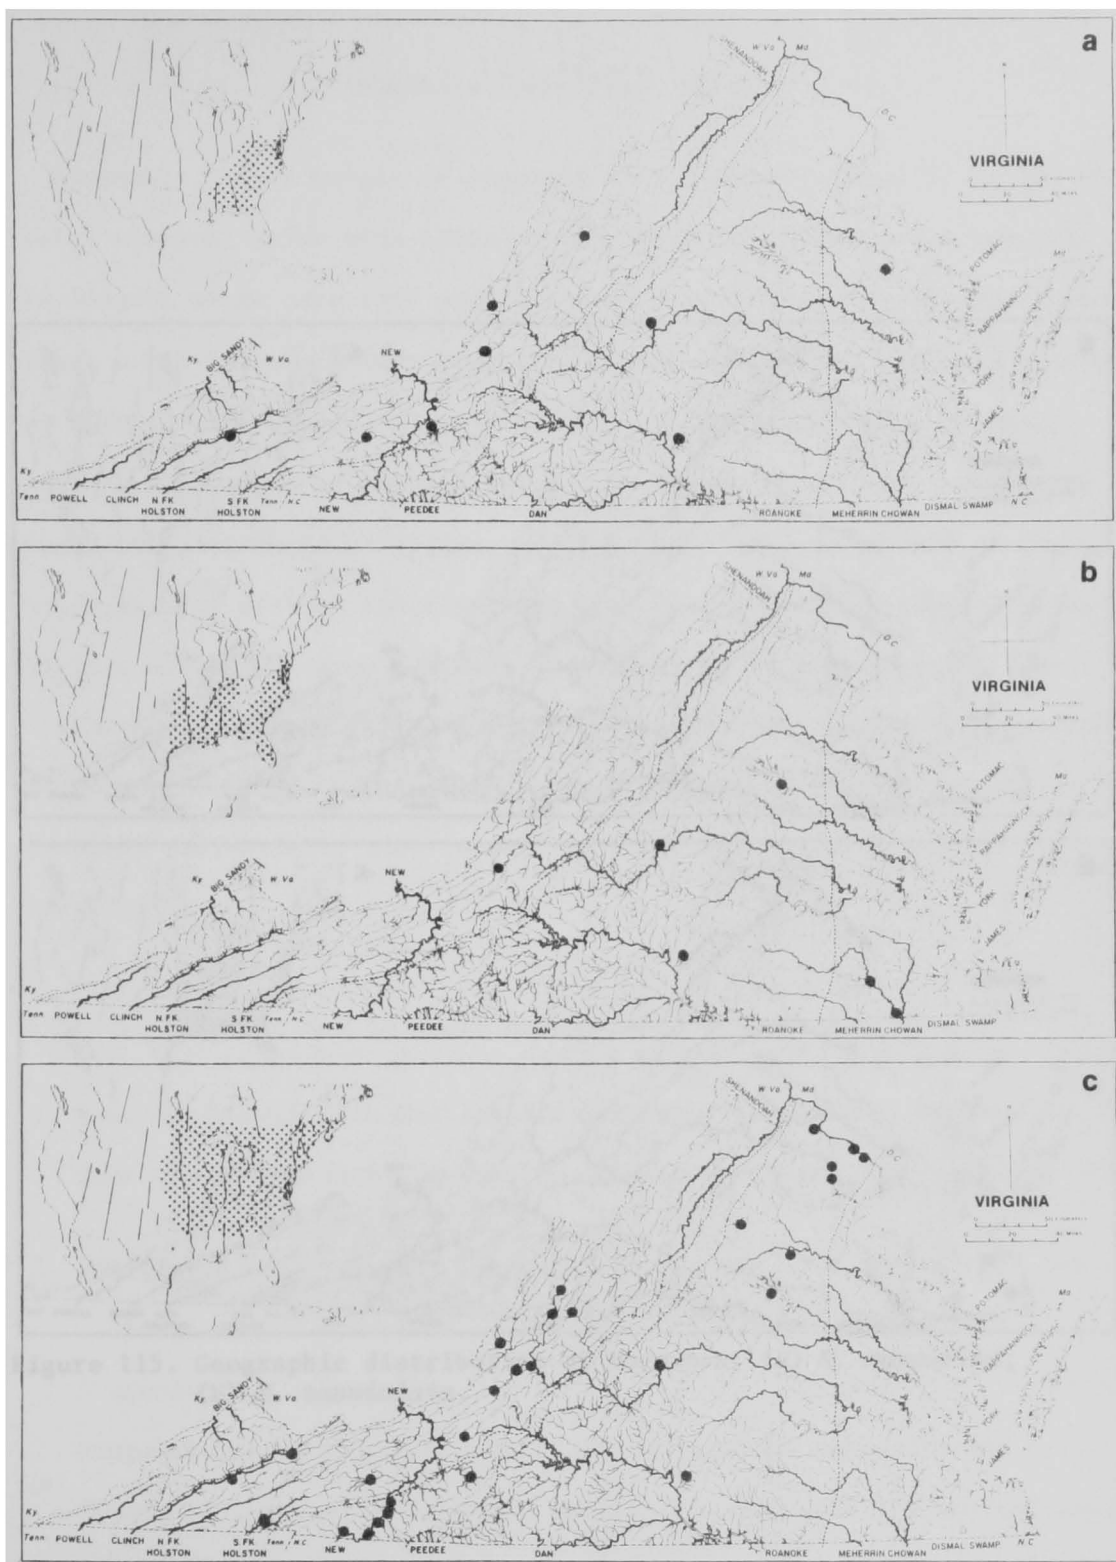 a
SHENANDOAH
W Va
Md
D.C.
VIRGINIA
POTOMAC
Md
RAPPAHANNOCK
YORK
JAMES
Ky
BIG SANDY
W Va
NEW
Ky
Tenn POWELL CLINCH N FK HOLSTON S FK HOLSTON Tenn N C NEW PEEDEE DAN ROANOKE MEHERRIN CHOWAN DISMAL SWAMP N C
b
SHENANDOAH
W Va
Md
D.C.
VIRGINIA
POTOMAC
Md
RAPPAHANNOCK
YORK
JAMES
Ky
BIG SANDY
W Va
NEW
Ky
Tenn POWELL CLINCH N FK HOLSTON S FK HOLSTON Tenn N C NEW PEEDEE DAN ROANOKE MEHERRIN CHOWAN DISMAL SWAMP N C
c
SHENANDOAH
W Va
Md
D.C.
VIRGINIA
POTOMAC
Md
RAPPAHANNOCK
YORK
JAMES
Ky
BIG SANDY
W Va
NEW
Ky
Tenn POWELL CLINCH N FK HOLSTON S FK HOLSTON Tenn N C NEW PEEDEE DAN ROANOKE MEHERRIN CHOWAN DISMAL SWAMP N C